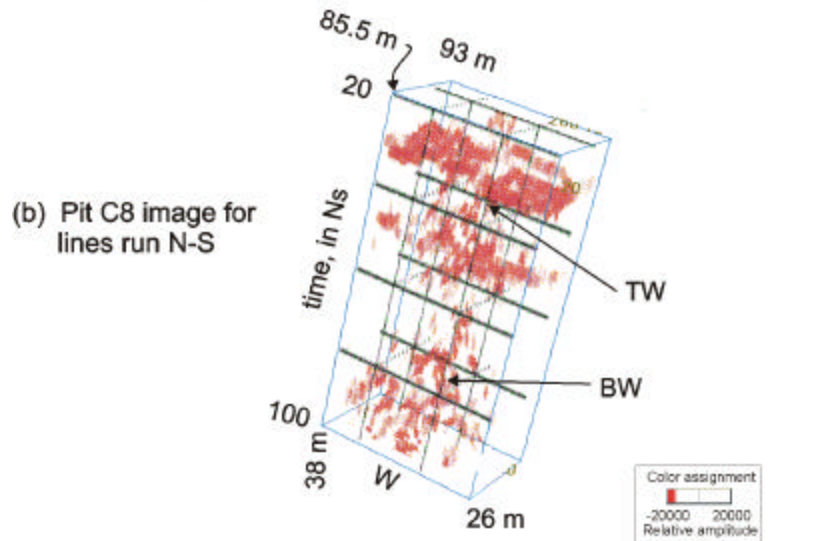 85.5 m
93 m
20
(b) Pit C8 image for
lines run N-S
time, in Ns
TW
BW
100
38 m
W
26 m
Color assignment
-20000 20000
Relative amplitude